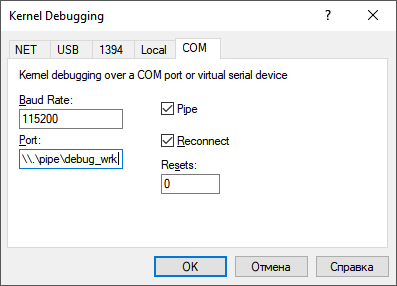 Kernel Debugging
NET USB 1394 Local COM
Kernel debugging over a COM port or virtual serial device
Baud Rate:
115200
Pipe
Port:
\\.\pipe\debug_wrk
Reconnect
Resets:
0
OK Отмена Справка